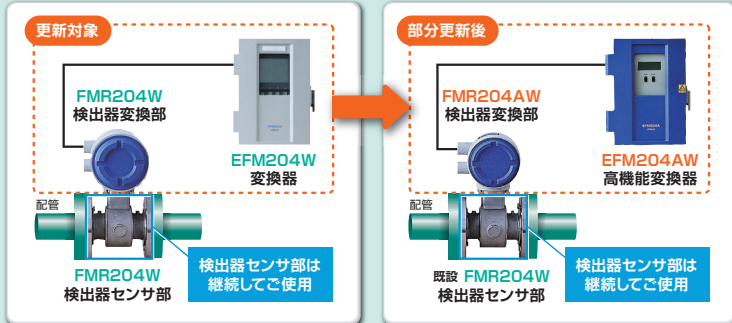 更新対象
FMR204W
検出器変換部
EFM204W
変換器
配管
検出器センサ部は
継続してご使用
FMR204W
検出器センサ部
部分更新後
FMR204AW
検出器変換部
EFM204AW
高機能変換器
配管
検出器センサ部は
継続してご使用
既設 FMR204W
検出器センサ部